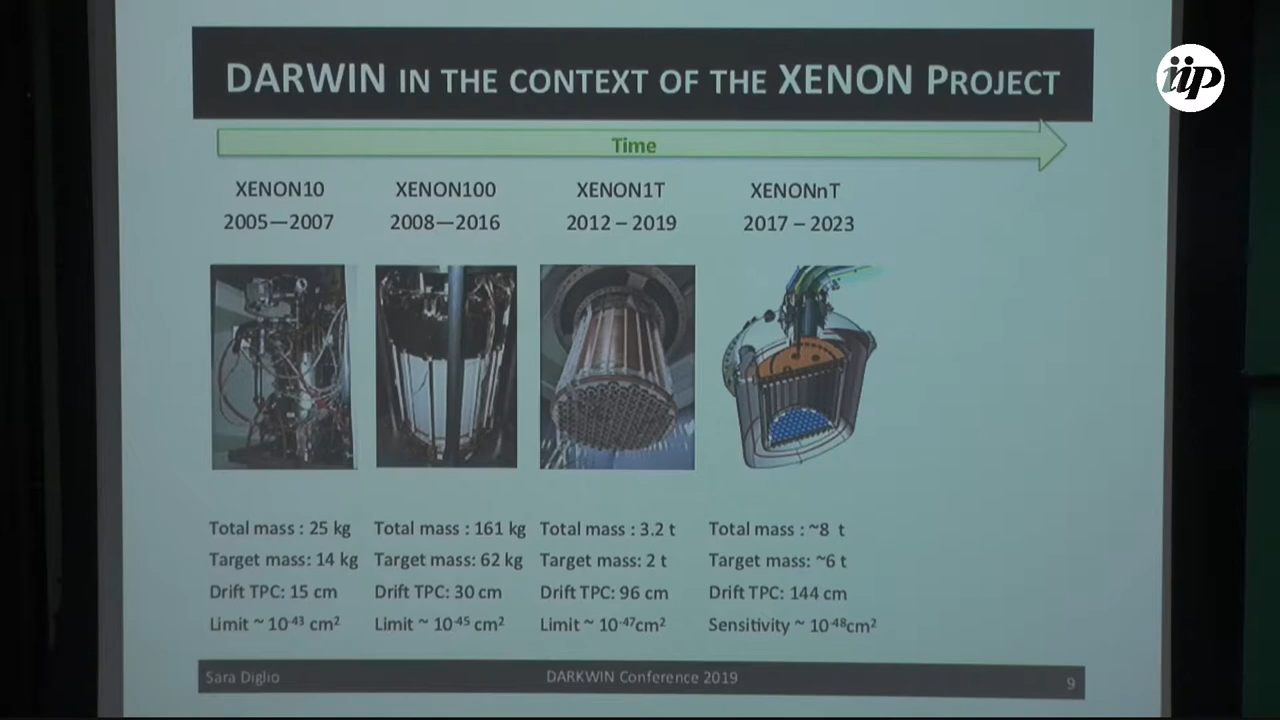 DARWIN IN THE CONTEXT OF THE XENON PROJECT
iip
Time
XENON10
2005—2007
XENON100
2008—2016
XENON1T
2012 – 2019
XENONnT
2017 – 2023
Total mass : 25 kg
Target mass: 14 kg
Drift TPC: 15 cm
Limit ~ 10⁻⁴³ cm²
Total mass : 161 kg
Target mass: 62 kg
Drift TPC: 30 cm
Limit ~ 10⁻⁴⁵ cm²
Total mass : 3.2 t
Target mass: 2 t
Drift TPC: 96 cm
Limit ~ 10⁻⁴⁷cm²
Total mass : ~8 t
Target mass: ~6 t
Drift TPC: 144 cm
Sensitivity ~ 10⁻⁴⁸cm²
Sara Diglio
DARKWIN Conference 2019
9